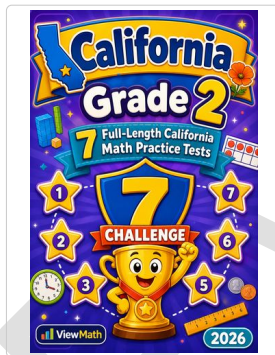 California
Grade 2
7 Full-Length California
Math Practice Tests
7
CHALLENGE
1
7
2
6
3
5
ViewMath
2026